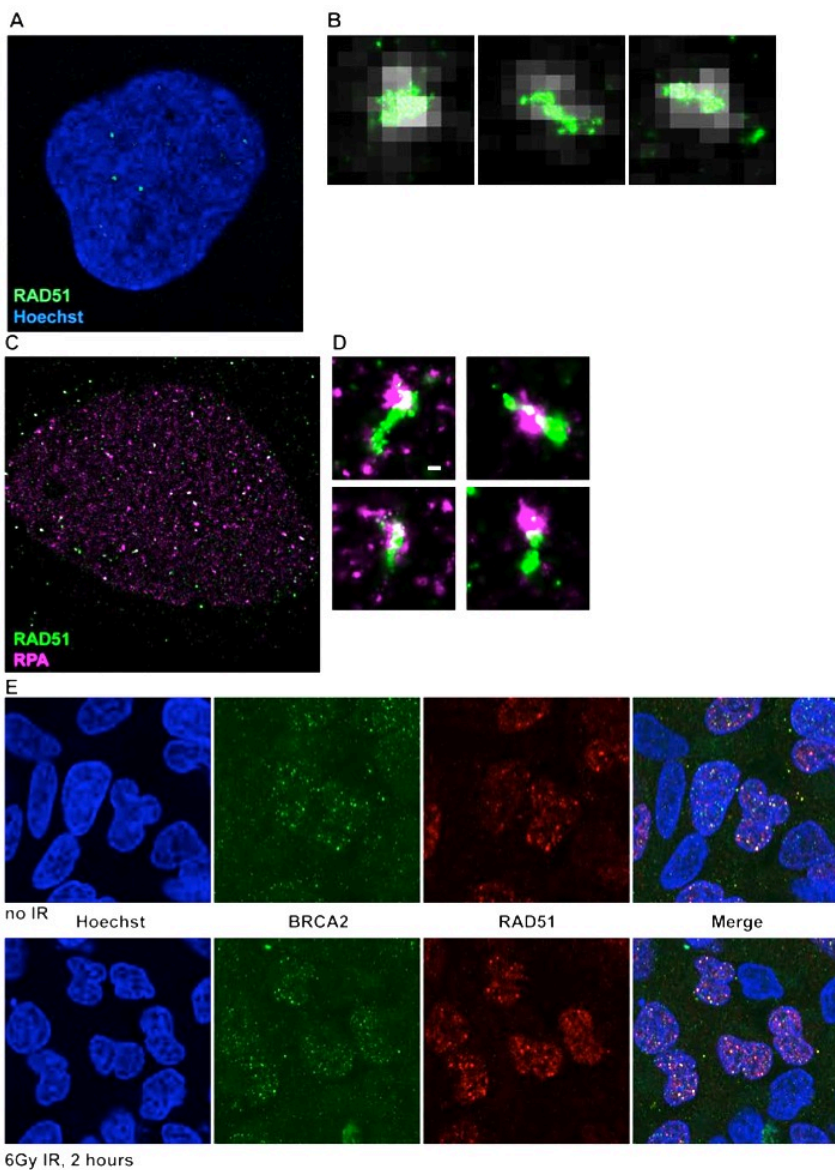 A
B
RAD51
Hoechst
C
D
RAD51
RPA
E
no IR
Hoechst
BRCA2
RAD51
Merge
6Gy IR, 2 hours